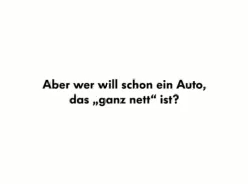 Aber wer will schon ein Auto,
das „ganz nett“ ist?